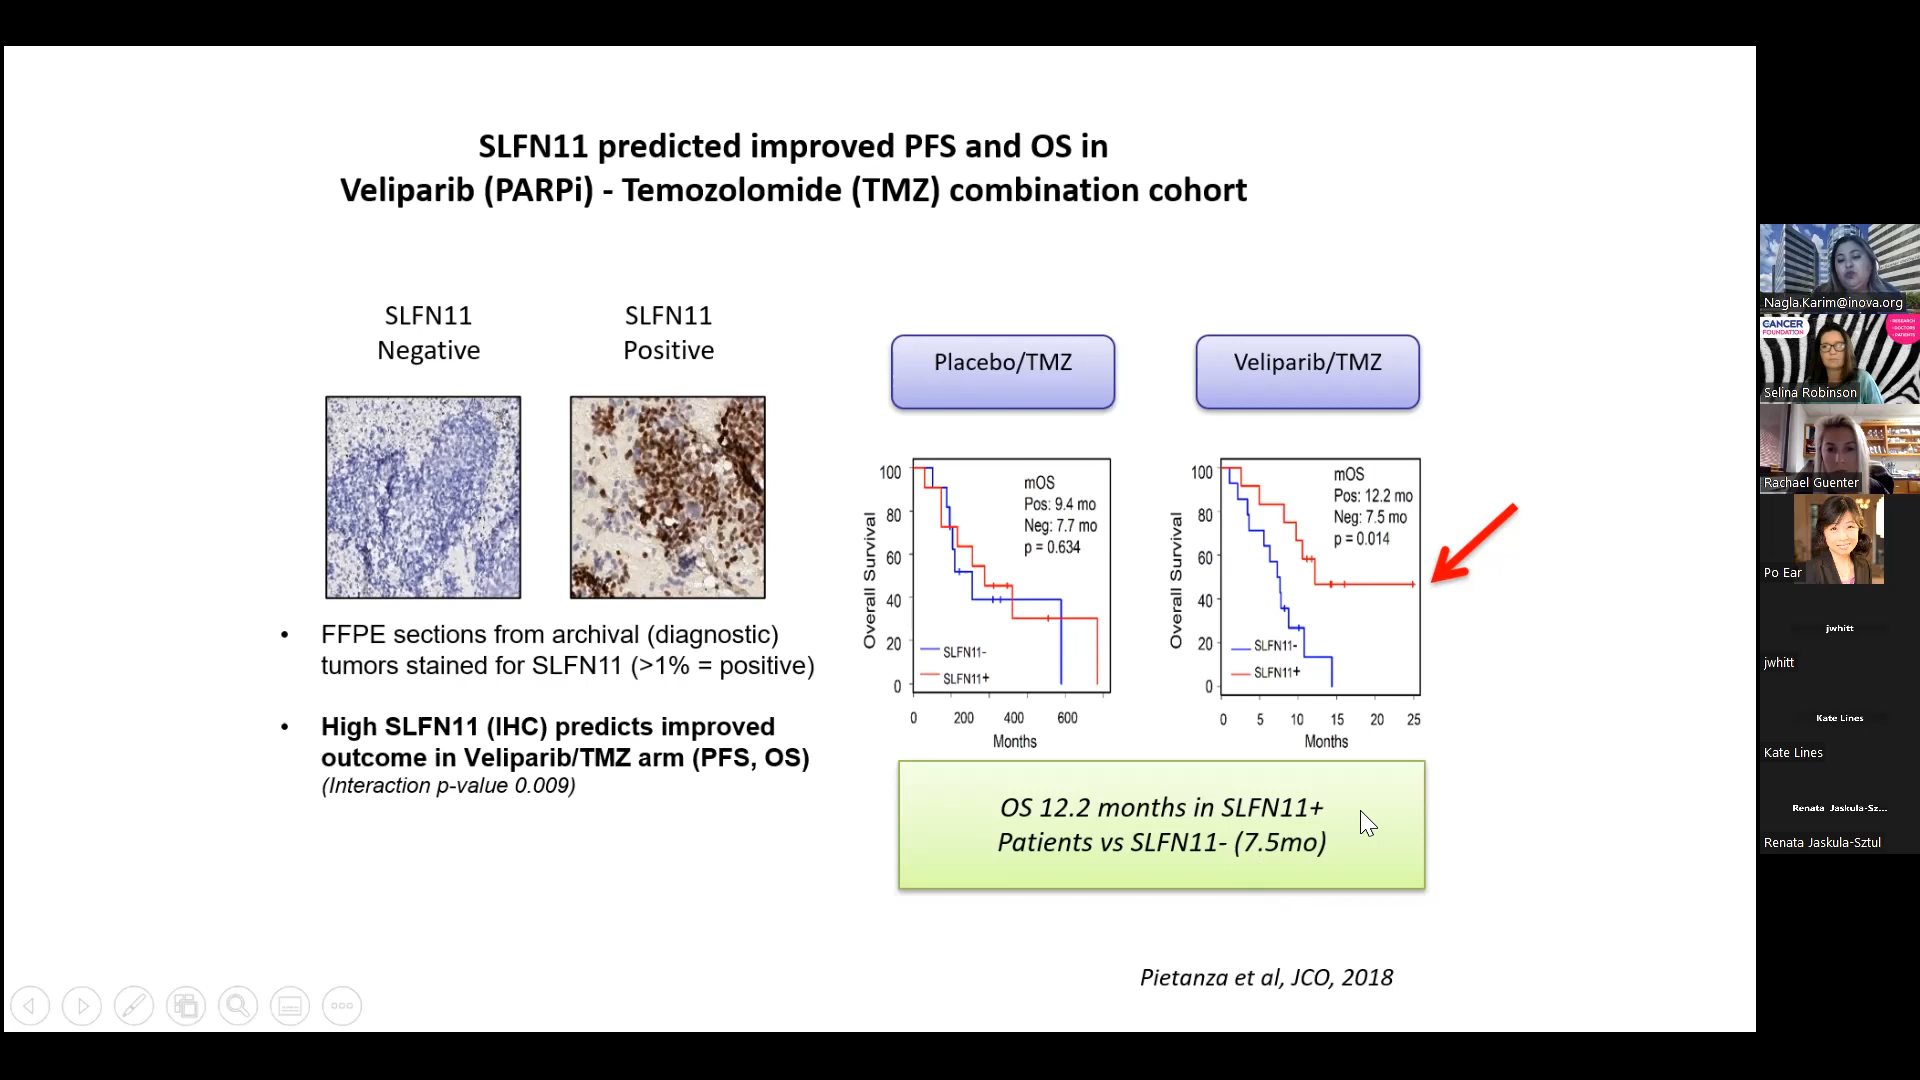 SLFN11 predicted improved PFS and OS in
Veliparib (PARPi) - Temozolomide (TMZ) combination cohort
SLFN11
Negative
SLFN11
Positive
• FFPE sections from archival (diagnostic)
tumors stained for SLFN11 (>1% = positive)
• High SLFN11 (IHC) predicts improved
outcome in Veliparib/TMZ arm (PFS, OS)
(Interaction p-value 0.009)
Placebo/TMZ
Overall Survival
100
80
60
40
20
0
mOS
Pos: 9.4 mo
Neg: 7.7 mo
p = 0.634
SLFN11-
SLFN11+
0 200 400 600
Months
Veliparib/TMZ
Overall Survival
100
80
60
40
20
0
mOS
Pos: 12.2 mo
Neg: 7.5 mo
p = 0.014
SLFN11-
SLFN11+
0 5 10 15 20 25
Months
OS 12.2 months in SLFN11+
Patients vs SLFN11- (7.5mo)
Pietanza et al, JCO, 2018
Nagla.Karim@inova.org
CANCER
FOUNDATION
• RESEARCH
• DOCTORS
• PATIENTS
Selina Robinson
Rachael Guenter
Po Ear
jwhitt
jwhitt
Kate Lines
Kate Lines
Renata Jaskula-Sz...
Renata Jaskula-Sztul